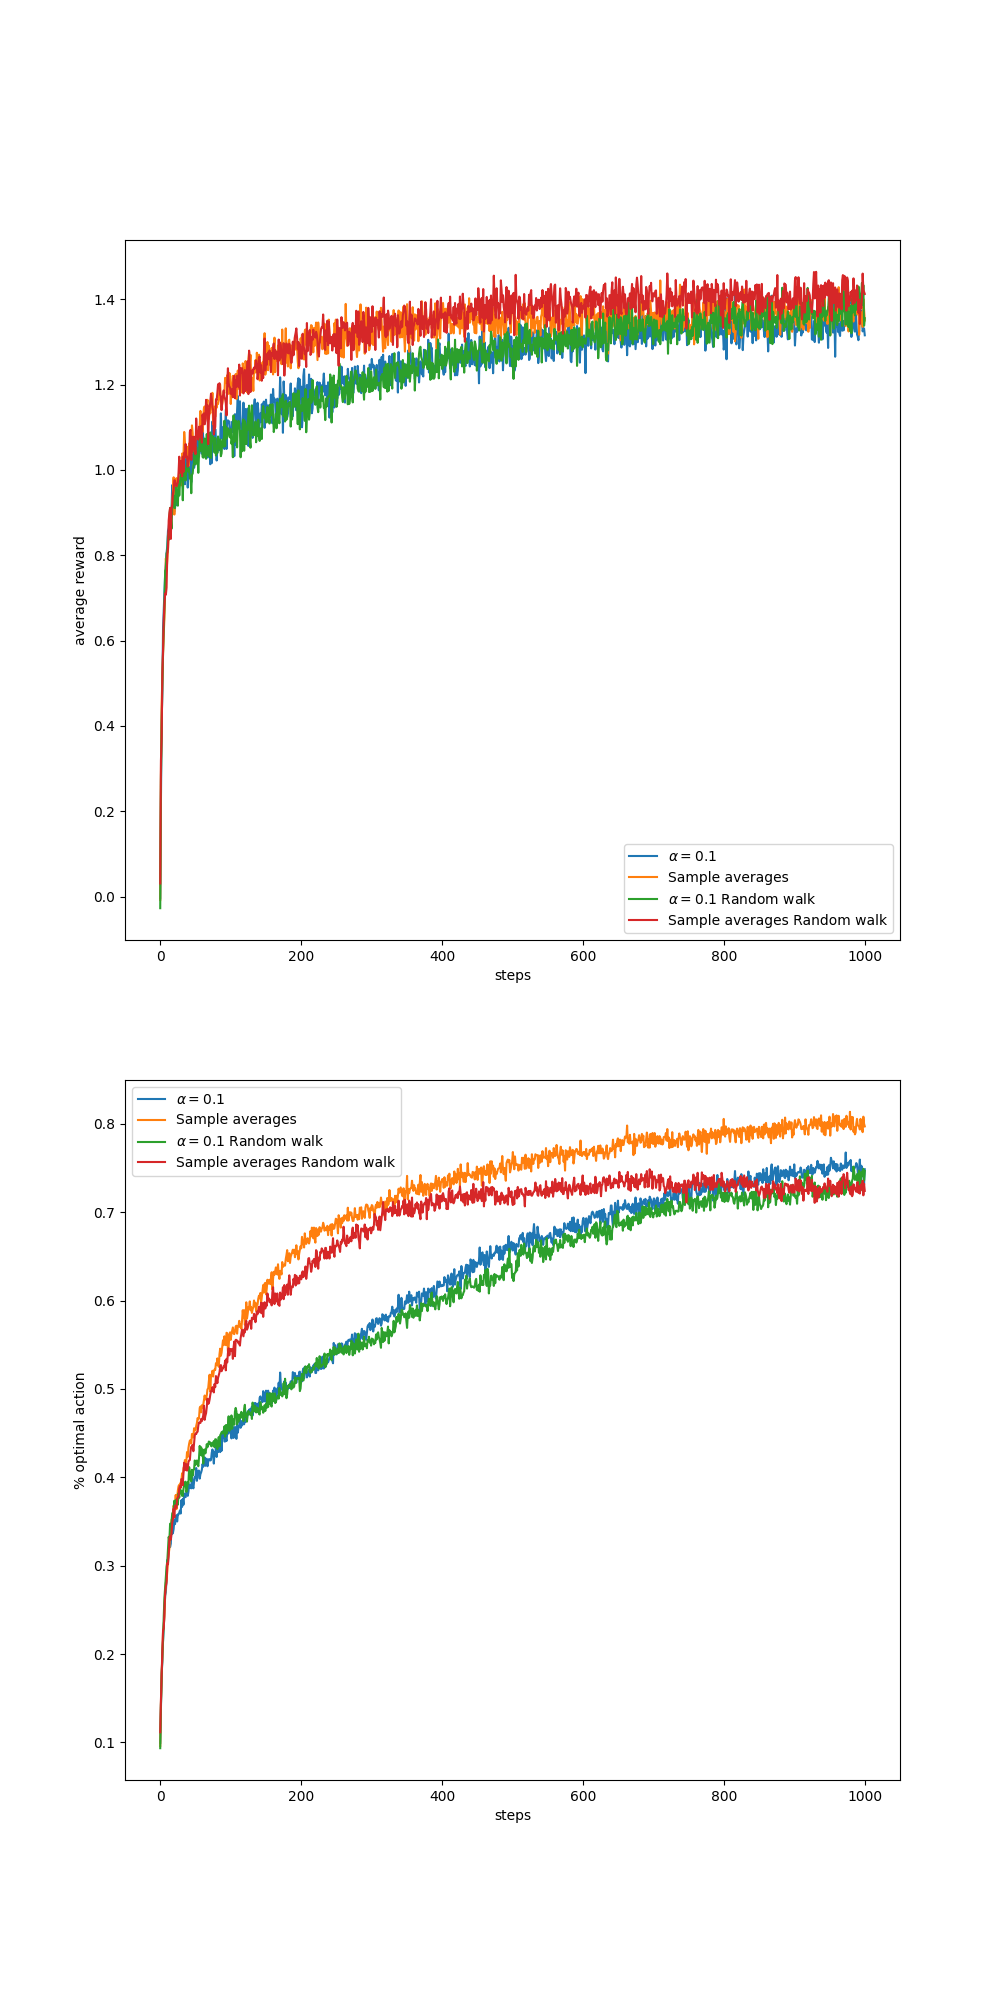 1.4
1.2
1.0
0.8
0.6
0.4
0.2
0.0
average reward
α = 0.1
Sample averages
α = 0.1 Random walk
Sample averages Random walk
0 200 400 600 800 1000
steps
α = 0.1
Sample averages
α = 0.1 Random walk
Sample averages Random walk
0.8
0.7
0.6
0.5
0.4
0.3
0.2
0.1
% optimal action
0 200 400 600 800 1000
steps